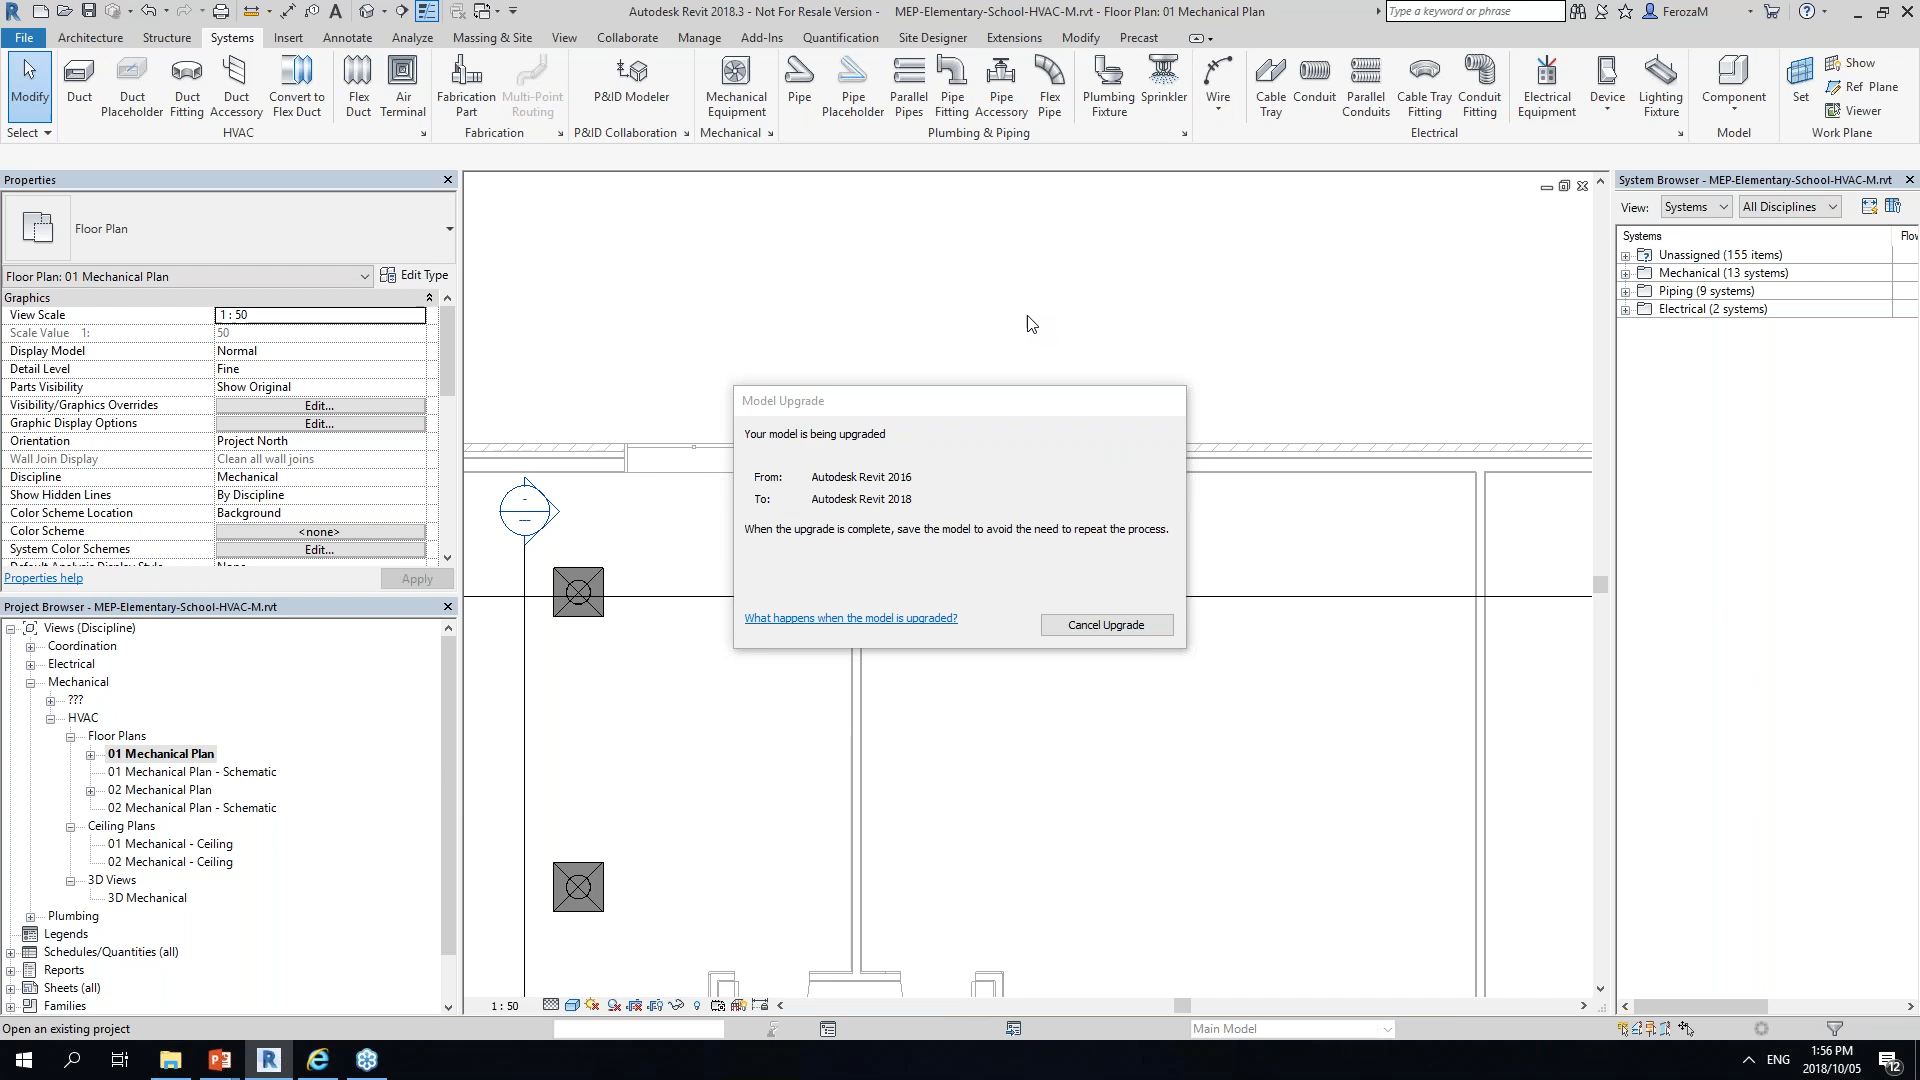 Autodesk Revit 2018.3 - Not For Resale Version - MEP-Elementary-School-HVAC-M.rvt - Floor Plan: 01 Mechanical Plan
Type a keyword or phrase
FerozaM
File Architecture Structure Systems Insert Annotate Analyze Massing & Site View Collaborate Manage Add-Ins Quantification Site Designer Extensions Modify Precast
Modify
Duct
Duct Placeholder
Duct Fitting
Duct Accessory
Convert to Flex Duct
Flex Duct
Air Terminal
Fabrication Part
Multi-Point Routing
P&ID Modeler
Mechanical Equipment
Pipe
Pipe Placeholder
Parallel Pipes
Pipe Fitting
Pipe Accessory
Flex Pipe
Plumbing Fixture
Sprinkler
Wire
Cable Tray
Conduit
Parallel Conduits
Cable Tray Fitting
Conduit Fitting
Electrical Equipment
Device
Lighting Fixture
Component
Set
Show
Ref Plane
Viewer
Select HVAC Fabrication P&ID Collaboration Mechanical Plumbing & Piping Electrical Model Work Plane
Properties
Floor Plan
Floor Plan: 01 Mechanical Plan
Edit Type
Graphics
View Scale 1 : 50
Scale Value 1: 50
Display Model Normal
Detail Level Fine
Parts Visibility Show Original
Visibility/Graphics Overrides Edit...
Graphic Display Options Edit...
Orientation Project North
Wall Join Display Clean all wall joins
Discipline Mechanical
Show Hidden Lines By Discipline
Color Scheme Location Background
Color Scheme <none>
System Color Schemes Edit...
Default Analysis Display Style None
Properties help
Apply
Project Browser - MEP-Elementary-School-HVAC-M.rvt
Views (Discipline)
Coordination
Electrical
Mechanical
???
HVAC
Floor Plans
01 Mechanical Plan
01 Mechanical Plan - Schematic
02 Mechanical Plan
02 Mechanical Plan - Schematic
Ceiling Plans
01 Mechanical - Ceiling
02 Mechanical - Ceiling
3D Views
3D Mechanical
Plumbing
Legends
Schedules/Quantities (all)
Reports
Sheets (all)
Families
Model Upgrade
Your model is being upgraded
From: Autodesk Revit 2016
To: Autodesk Revit 2018
When the upgrade is complete, save the model to avoid the need to repeat the process.
What happens when the model is upgraded?
Cancel Upgrade
System Browser - MEP-Elementary-School-HVAC-M.rvt
View: Systems All Disciplines
Systems Flow
Unassigned (155 items)
Mechanical (13 systems)
Piping (9 systems)
Electrical (2 systems)
1 : 50
Open an existing project
Main Model
ENG
1:56 PM
2018/10/05
12